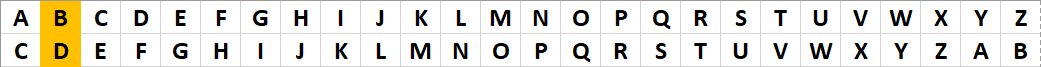 A B C D E F G H I J K L M N O P Q R S T U V W X Y Z
C D E F G H I J K L M N O P Q R S T U V W X Y Z A B